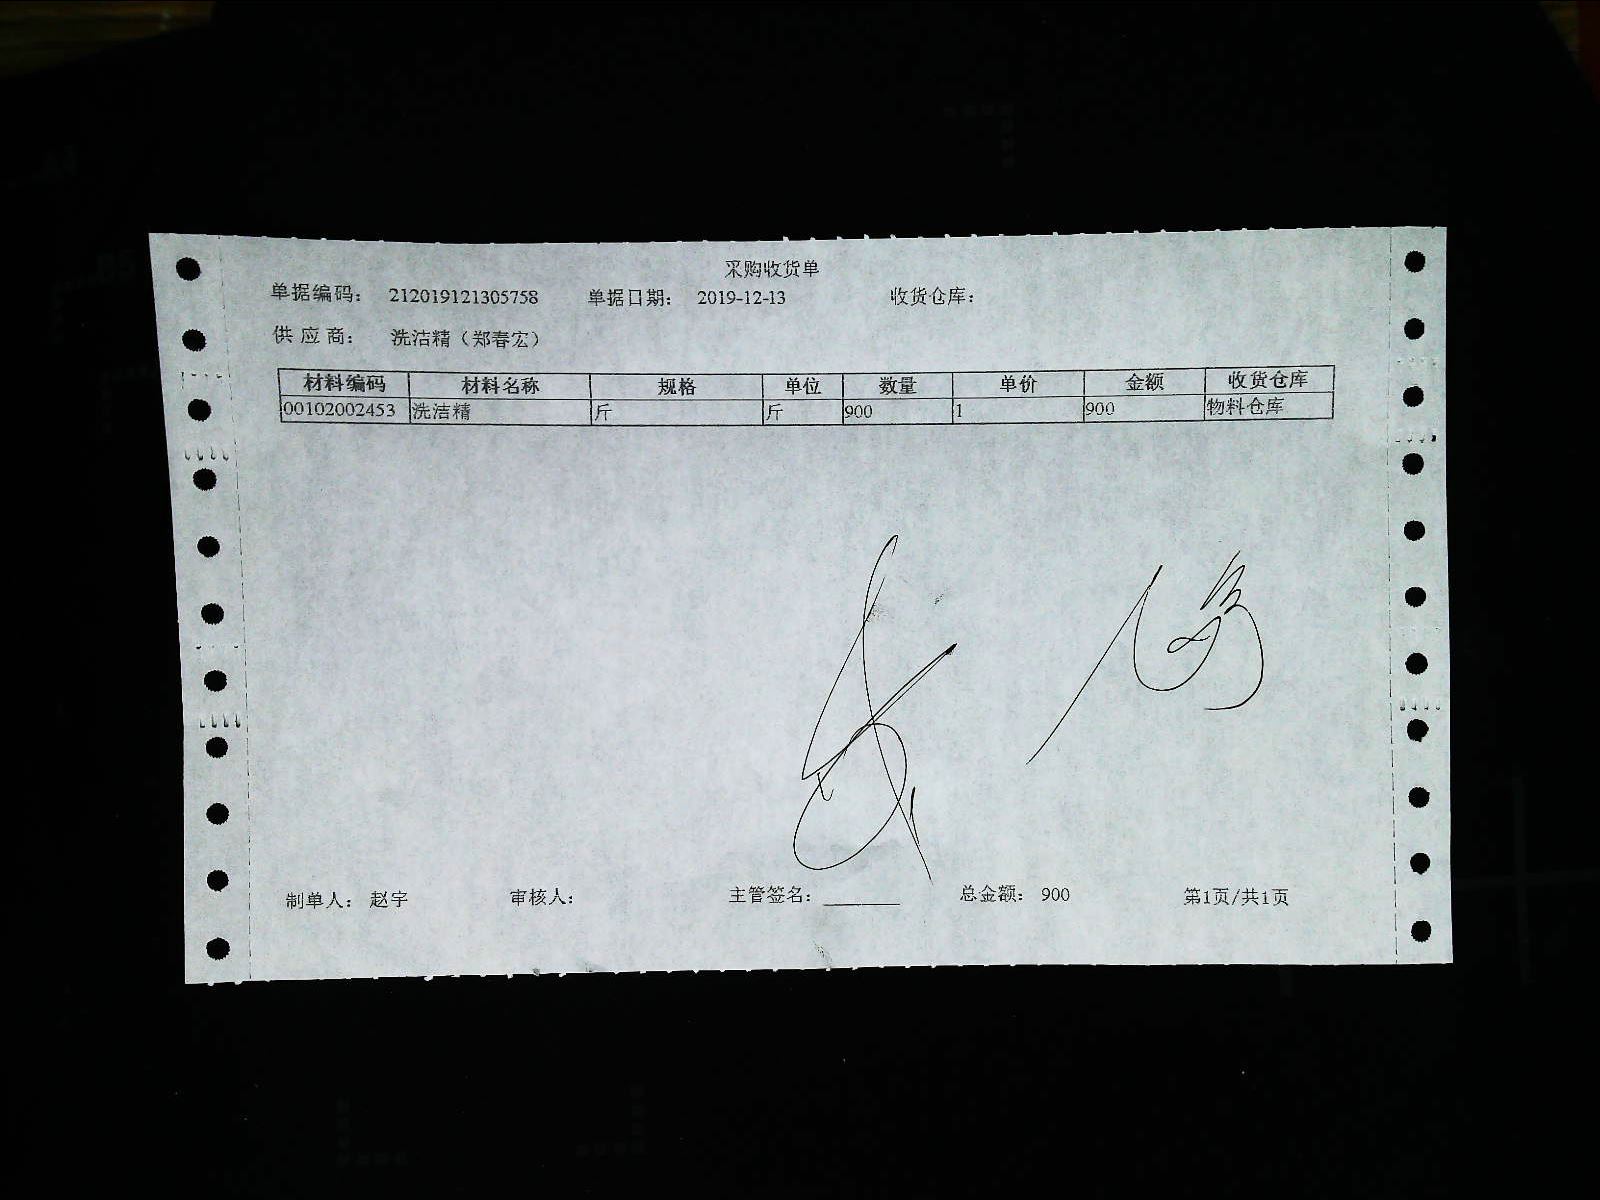 采购收货单
单据编码： 212019121305758 单据日期： 2019-12-13 收货仓库：
供 应 商： 洗洁精（郑春宏）
材料编码 材料名称 规格 单位 数量 单价 金额 收货仓库
00102002453 洗洁精 斤 斤 900 1 900 物料仓库
制单人： 赵宇 审核人： 主管签名： ________ 总金额： 900 第1页/共1页